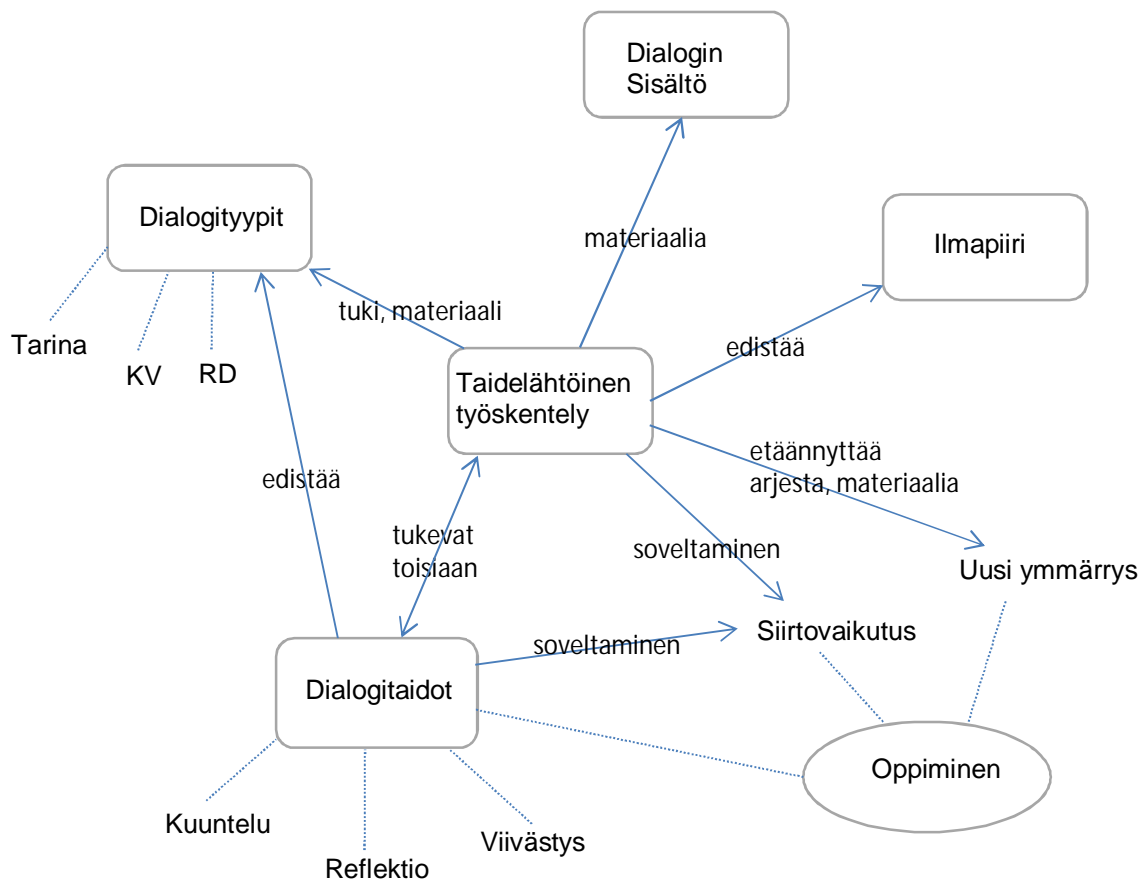 Dialogin
Sisältö
Dialogityypit
materiaalia
Ilmapiiri
tuki, materiaali
Tarina
KV
RD
edistää
Taidelähtöinen
työskentely
etäännyttää
arjesta, materiaalia
edistää
tukevat
toisiaan
soveltaminen
Uusi ymmärrys
soveltaminen
Siirtovaikutus
Dialogitaidot
Oppiminen
Kuuntelu
Viivästys
Reflektio